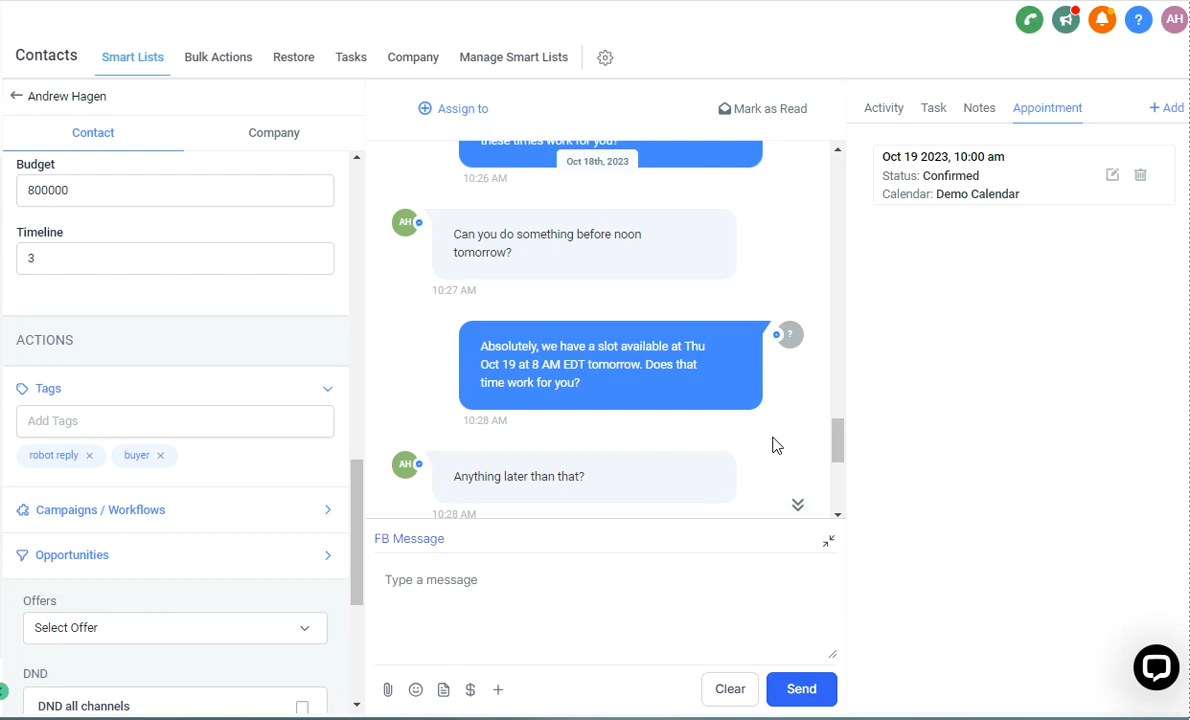 ?
AH
Contacts
Smart Lists
Bulk Actions
Restore
Tasks
Company
Manage Smart Lists
Andrew Hagen
Contact
Company
Budget
800000
Timeline
3
ACTIONS
Tags
Add Tags
robot reply ×
buyer ×
Campaigns / Workflows
Opportunities
Offers
Select Offer
DND
DND all channels
Assign to
Mark as Read
these times work for you?
Oct 18th, 2023
10:26 AM
AH
Can you do something before noon
tomorrow?
10:27 AM
?
Absolutely, we have a slot available at Thu
Oct 19 at 8 AM EDT tomorrow. Does that
time work for you?
10:28 AM
AH
Anything later than that?
10:28 AM
FB Message
Type a message
$
+
Clear
Send
Activity
Task
Notes
Appointment
+ Add
Oct 19 2023, 10:00 am
Status: Confirmed
Calendar: Demo Calendar